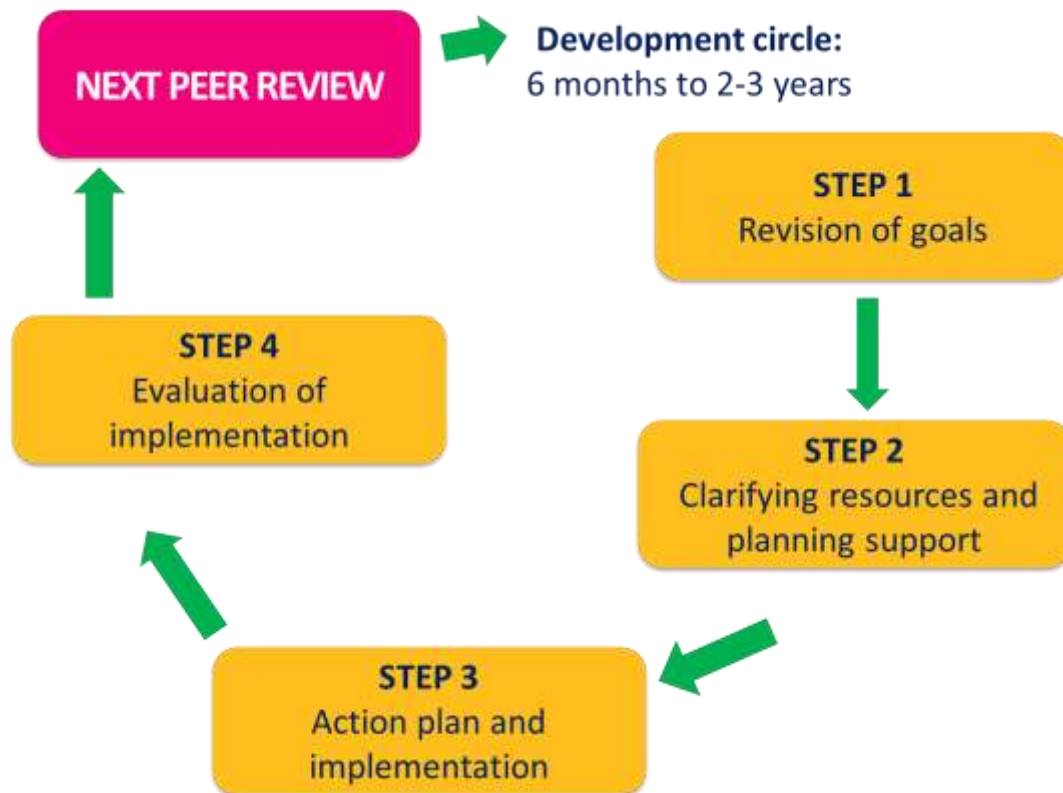 NEXT PEER REVIEW
Development circle:
6 months to 2-3 years
STEP 1
Revision of goals
STEP 2
Clarifying resources and
planning support
STEP 3
Action plan and
implementation
STEP 4
Evaluation of
implementation